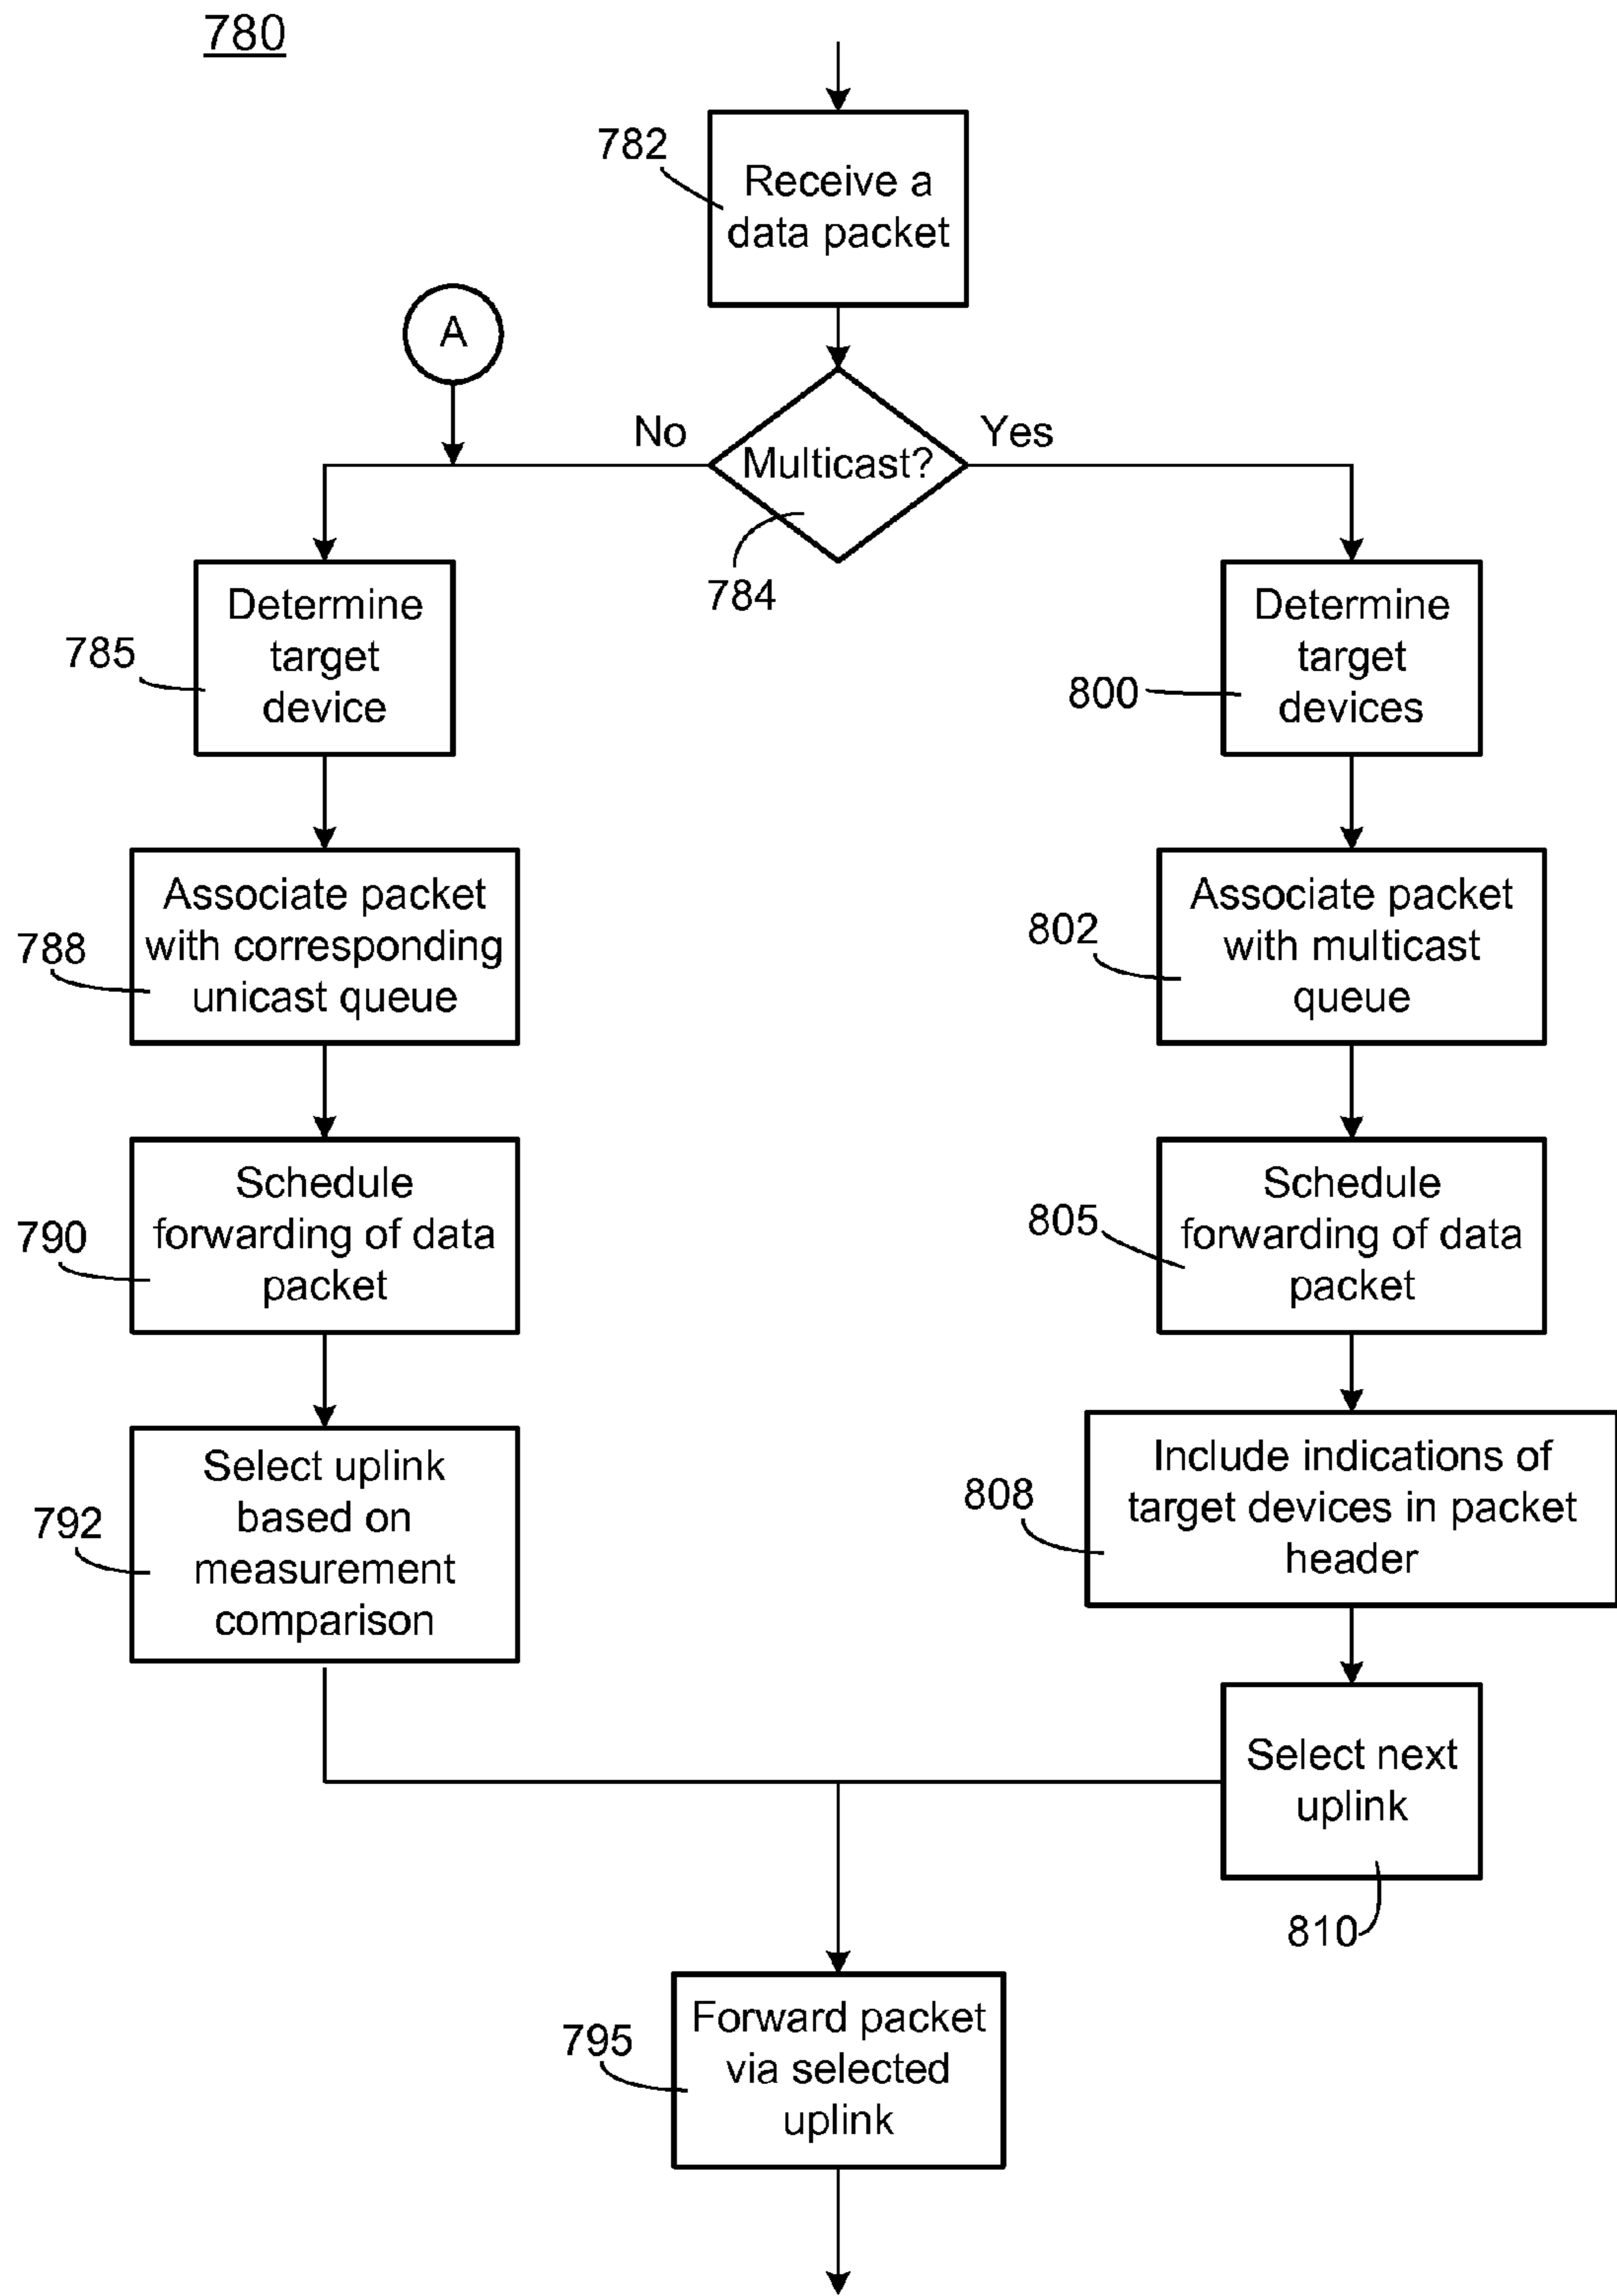 780
782
Receive a
data packet
A
No
Multicast?
Yes
784
785
Determine
target
device
800
Determine
target
devices
788
Associate packet
with corresponding
unicast queue
802
Associate packet
with multicast
queue
790
Schedule
forwarding of data
packet
805
Schedule
forwarding of data
packet
792
Select uplink
based on
measurement
comparison
808
Include indications of
target devices in packet
header
Select next
uplink
810
795
Forward packet
via selected
uplink